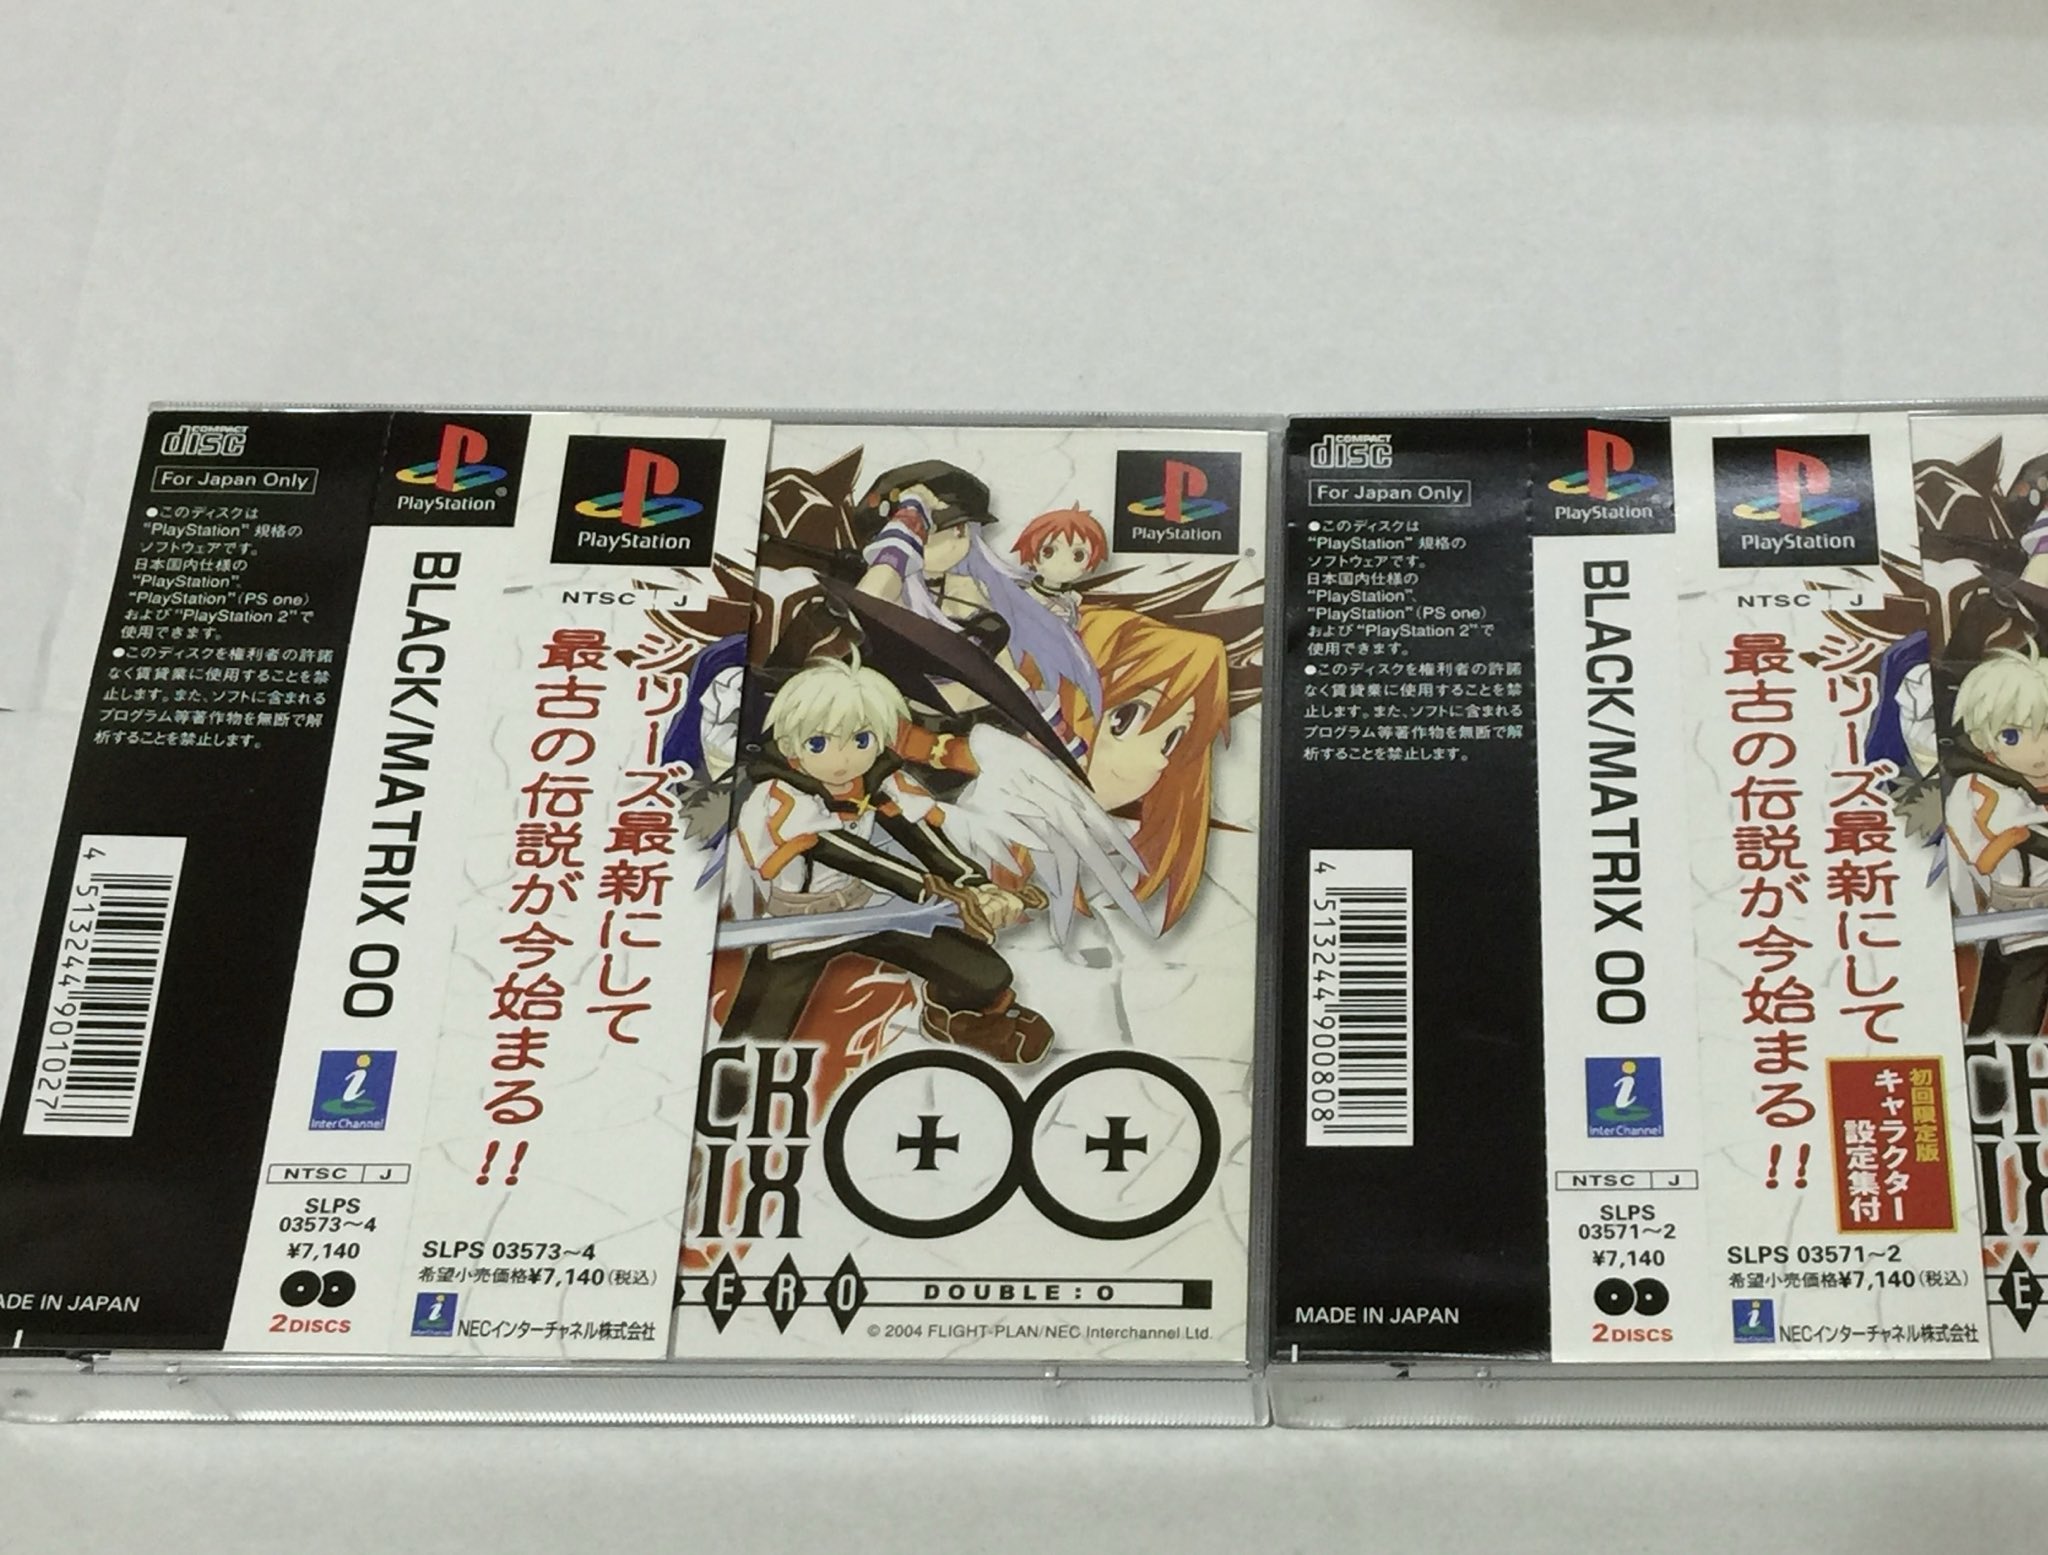 COMPACT
disc
For Japan Only
●このディスクは
"PlayStation" 規格の
ソフトウェアです。
日本国内仕様の
"PlayStation"、
"PlayStation"(PS one)
および"PlayStation 2"で
使用できます。
●このディスクを権利者の許諾
なく賃貸業に使用することを禁
止します。また、ソフトに含まれる
プログラム等著作物を無断で解
析することを禁止します。
4 513244 901027
ADE IN JAPAN
PlayStation
BLACK/MATRIX OO
InterChannel
NTSC J
SLPS
03573~4
¥7,140
2DISCS
PlayStation
NTSC J
シリーズ最新にして
最古の伝説が今始まる!!
SLPS 03573~4
希望小売価格¥7,140(税込)
NECインターチャネル株式会社
PlayStation
CK
IX
ERO
DOUBLE:O
© 2004 FLIGHT-PLAN/NEC Interchannel Ltd.
COMPACT
disc
For Japan Only
●このディスクは
"PlayStation" 規格の
ソフトウェアです。
日本国内仕様の
"PlayStation"、
"PlayStation"(PS one)
および"PlayStation 2"で
使用できます。
●このディスクを権利者の許諾
なく賃貸業に使用することを禁
止します。また、ソフトに含まれる
プログラム等著作物を無断で解
析することを禁止します。
4 513244 900808
MADE IN JAPAN
PlayStation
BLACK/MATRIX OO
InterChannel
NTSC J
SLPS
03571~2
¥7,140
2DISCS
PlayStation
NTSC J
シリーズ最新にして
最古の伝説が今始まる!!
初回限定版
キャラクター
設定集付
SLPS 03571~2
希望小売価格¥7,140(税込)
NECインターチャネル株式会社
E